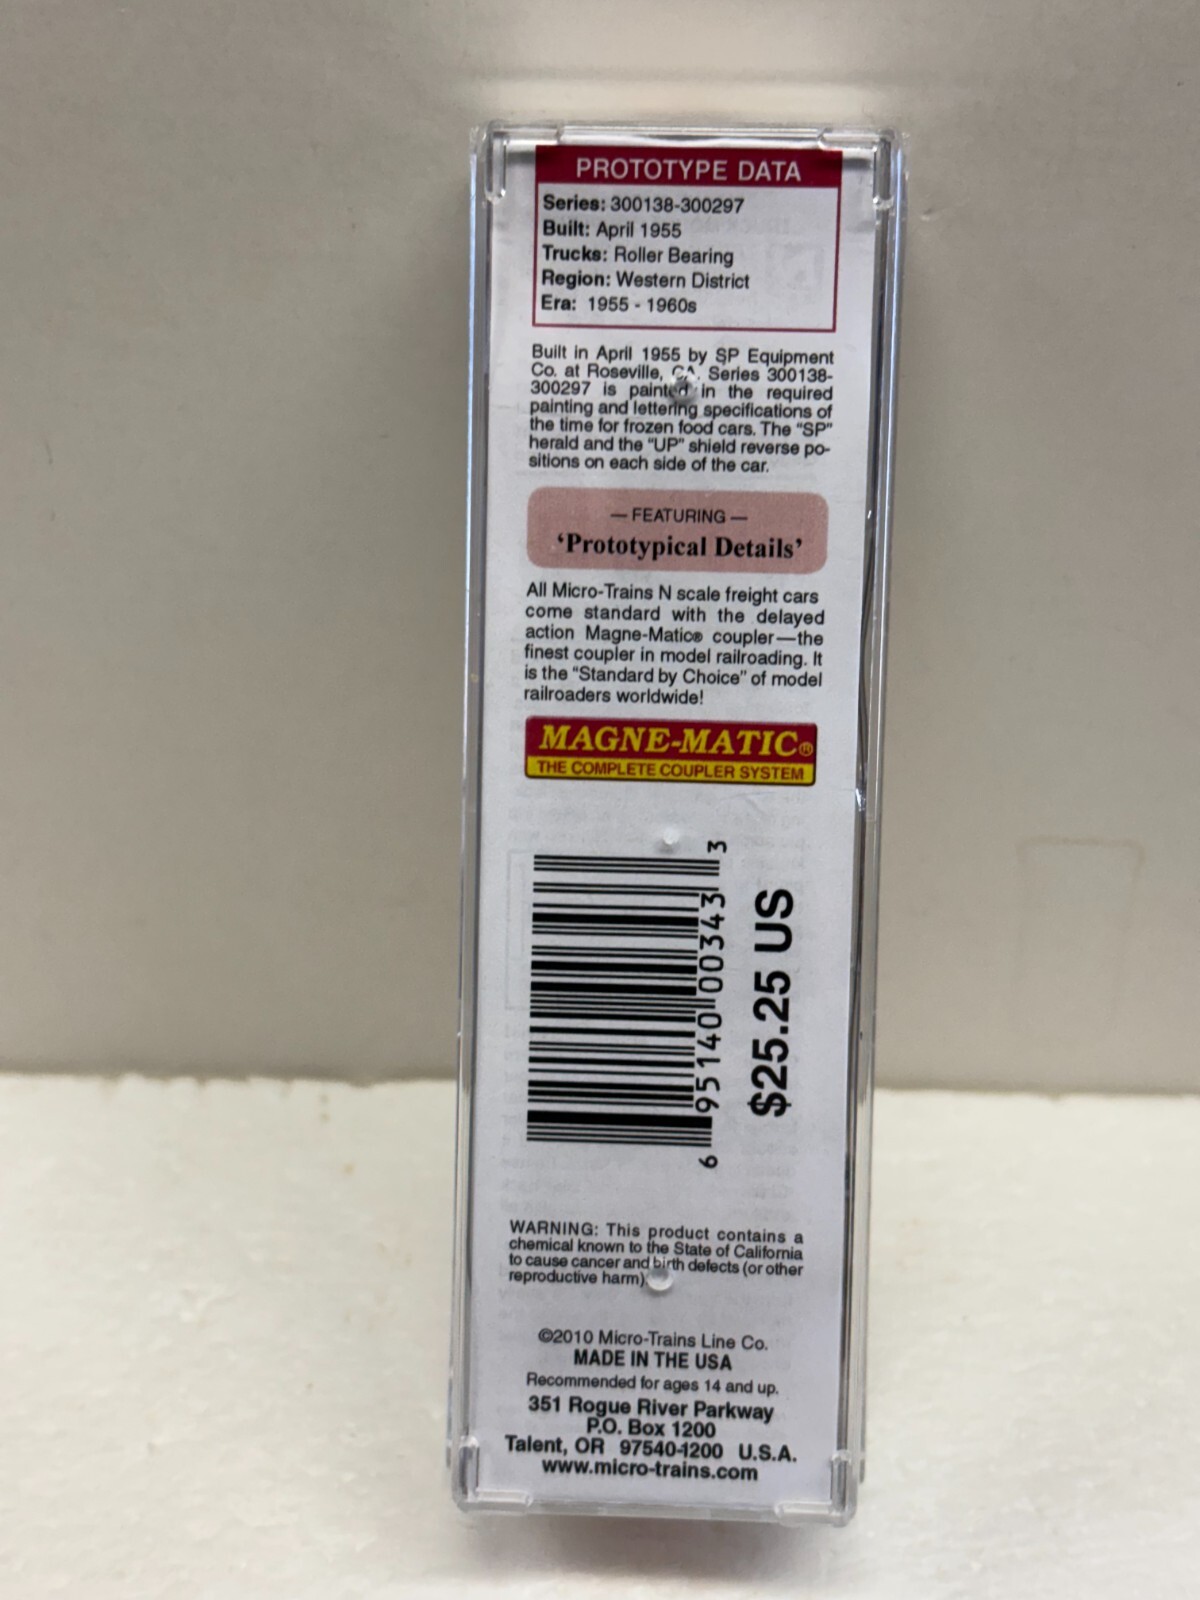 PROTOTYPE DATA
Series: 300138-300297
Built: April 1955
Trucks: Roller Bearing
Region: Western District
Era: 1955 - 1960s
Built in April 1955 by SP Equipment
Co. at Roseville, CA. Series 300138-
300297 is painted in the required
painting and lettering specifications of
the time for frozen food cars. The "SP"
herald and the "UP" shield reverse po-
sitions on each side of the car.
— FEATURING —
'Prototypical Details'
All Micro-Trains N scale freight cars
come standard with the delayed
action Magne-Matic® coupler—the
finest coupler in model railroading. It
is the "Standard by Choice" of model
railroaders worldwide!
MAGNE-MATIC®
THE COMPLETE COUPLER SYSTEM
6 95140 00343 3
$25.25 US
WARNING: This product contains a
chemical known to the State of California
to cause cancer and birth defects (or other
reproductive harm).
©2010 Micro-Trains Line Co.
MADE IN THE USA
Recommended for ages 14 and up.
351 Rogue River Parkway
P.O. Box 1200
Talent, OR 97540-1200 U.S.A.
www.micro-trains.com